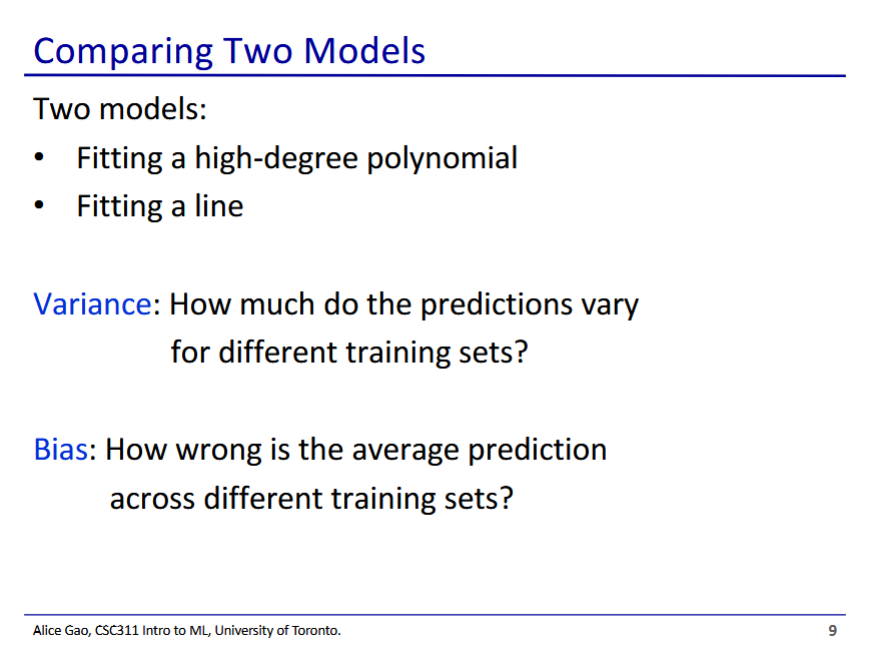 Comparing Two Models
Two models:
• Fitting a high-degree polynomial
• Fitting a line
Variance: How much do the predictions vary
for different training sets?
Bias: How wrong is the average prediction
across different training sets?
Alice Gao, CSC311 Intro to ML, University of Toronto.
9